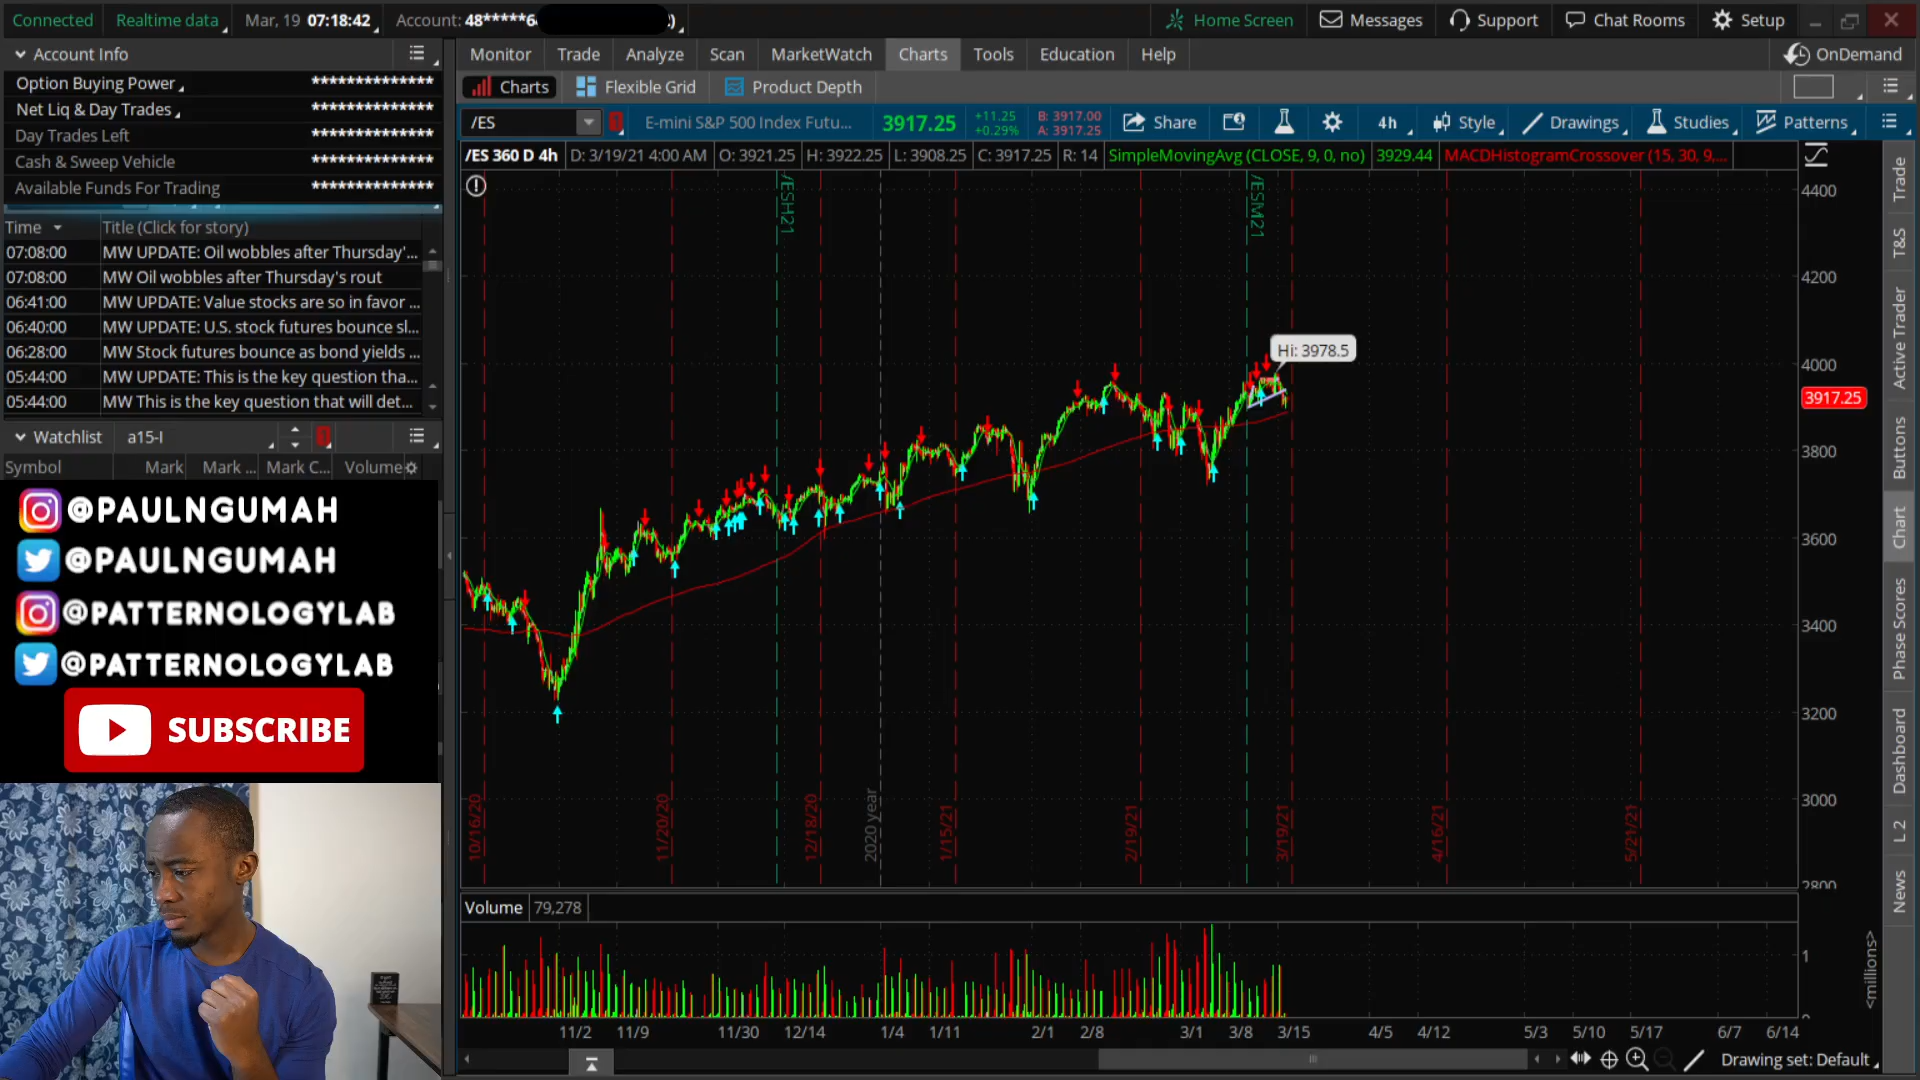 Connected Realtime data Mar, 19 07:18:42 Account: 48*****6 ) Home Screen Messages Support Chat Rooms Setup
Account Info
Option Buying Power **************
Net Liq & Day Trades **************
Day Trades Left **************
Cash & Sweep Vehicle **************
Available Funds For Trading **************
Time Title (Click for story)
07:08:00 MW UPDATE: Oil wobbles after Thursday'...
07:08:00 MW Oil wobbles after Thursday's rout
06:41:00 MW UPDATE: Value stocks are so in favor ...
06:40:00 MW UPDATE: U.S. stock futures bounce sl...
06:28:00 MW Stock futures bounce as bond yields ...
05:44:00 MW UPDATE: This is the key question tha...
05:44:00 MW This is the key question that will det...
Watchlist a15-I
Symbol Mark Mark ... Mark C... Volume
@PAULNGUMAH
@PAULNGUMAH
@PATTERNOLOGYLAB
@PATTERNOLOGYLAB
SUBSCRIBE
Monitor Trade Analyze Scan MarketWatch Charts Tools Education Help OnDemand
Charts Flexible Grid Product Depth
/ES E-mini S&P 500 Index Futu... 3917.25 +11.25 B: 3917.00 Share 4h Style Drawings Studies Patterns
+0.29% A: 3917.25
/ES 360 D 4h D: 3/19/21 4:00 AM O: 3921.25 H: 3922.25 L: 3908.25 C: 3917.25 R: 14 SimpleMovingAvg (CLOSE, 9, 0, no) 3929.44 MACDHistogramCrossover (15, 30, 9,...
/ESH21
/ESM21
Hi: 3978.5
4400
4200
4000
3917.25
3800
3600
3400
3200
3000
2800
10/16/20
11/20/20
12/18/20
2020 year
1/15/21
2/19/21
3/19/21
4/16/21
5/21/21
Volume 79,278
1
<millions>
11/2 11/9 11/30 12/14 1/4 1/11 2/1 2/8 3/1 3/8 3/15 4/5 4/12 5/3 5/10 5/17 6/7 6/14
Drawing set: Default
Trade
T&S
Active Trader
Buttons
Chart
Phase Scores
Dashboard
L 2
News